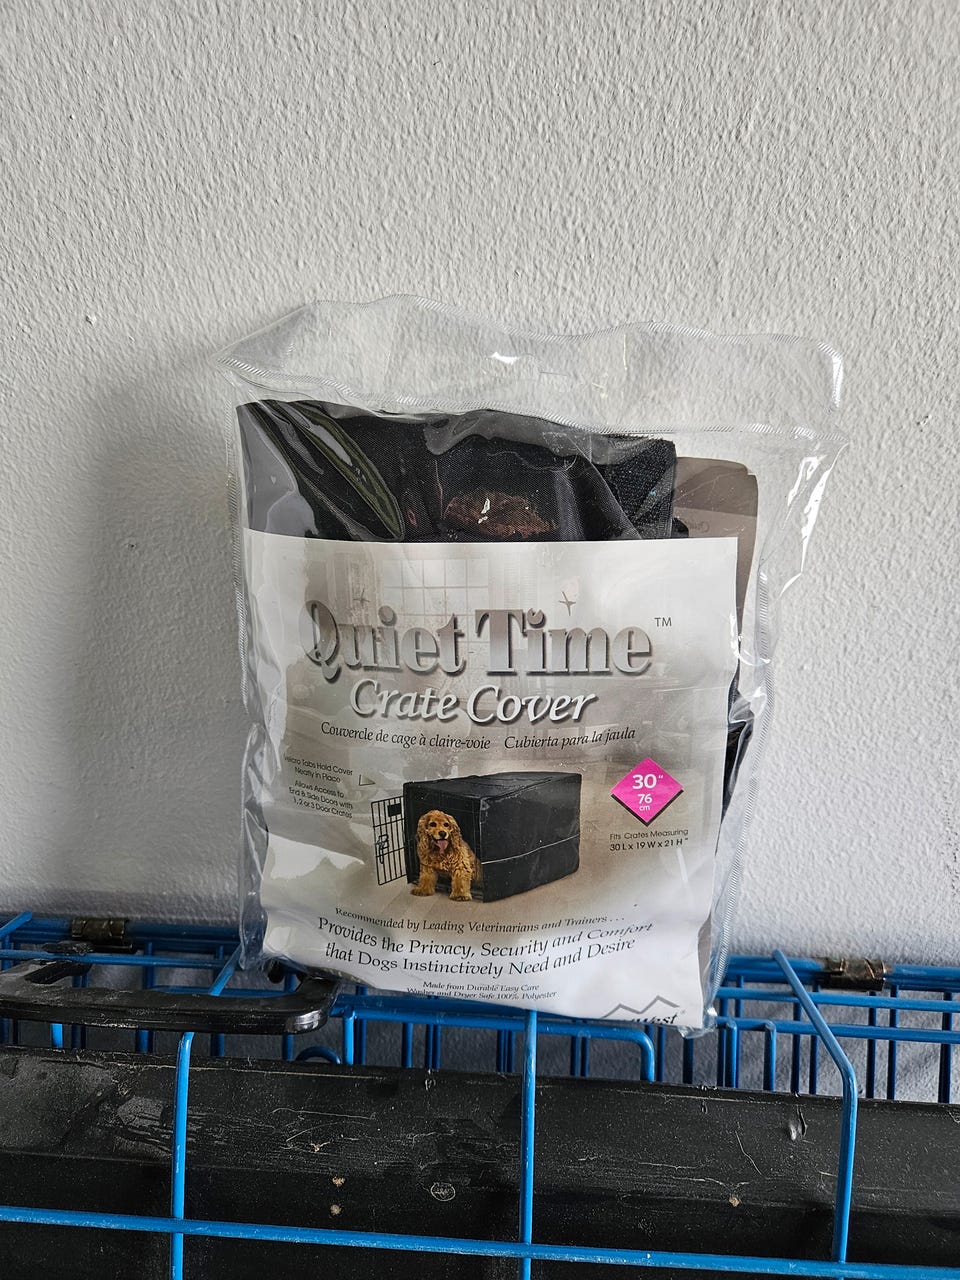 Quiet Time™
Crate Cover
Couvercle de cage à claire-voie Cubierta para la jaula
Velcro Tabs Hold Cover
Neatly in Place
Allows Access to
End & Side Doors with
1, 2 or 3 Door Crates
30"
76
cm
Fits Crates Measuring
30 L x 19 W x 21 H"
Recommended by Leading Veterinarians and Trainers . . .
Provides the Privacy, Security and Comfort
that Dogs Instinctively Need and Desire
Made from Durable Easy Care
Washer and Dryer Safe 100% Polyester